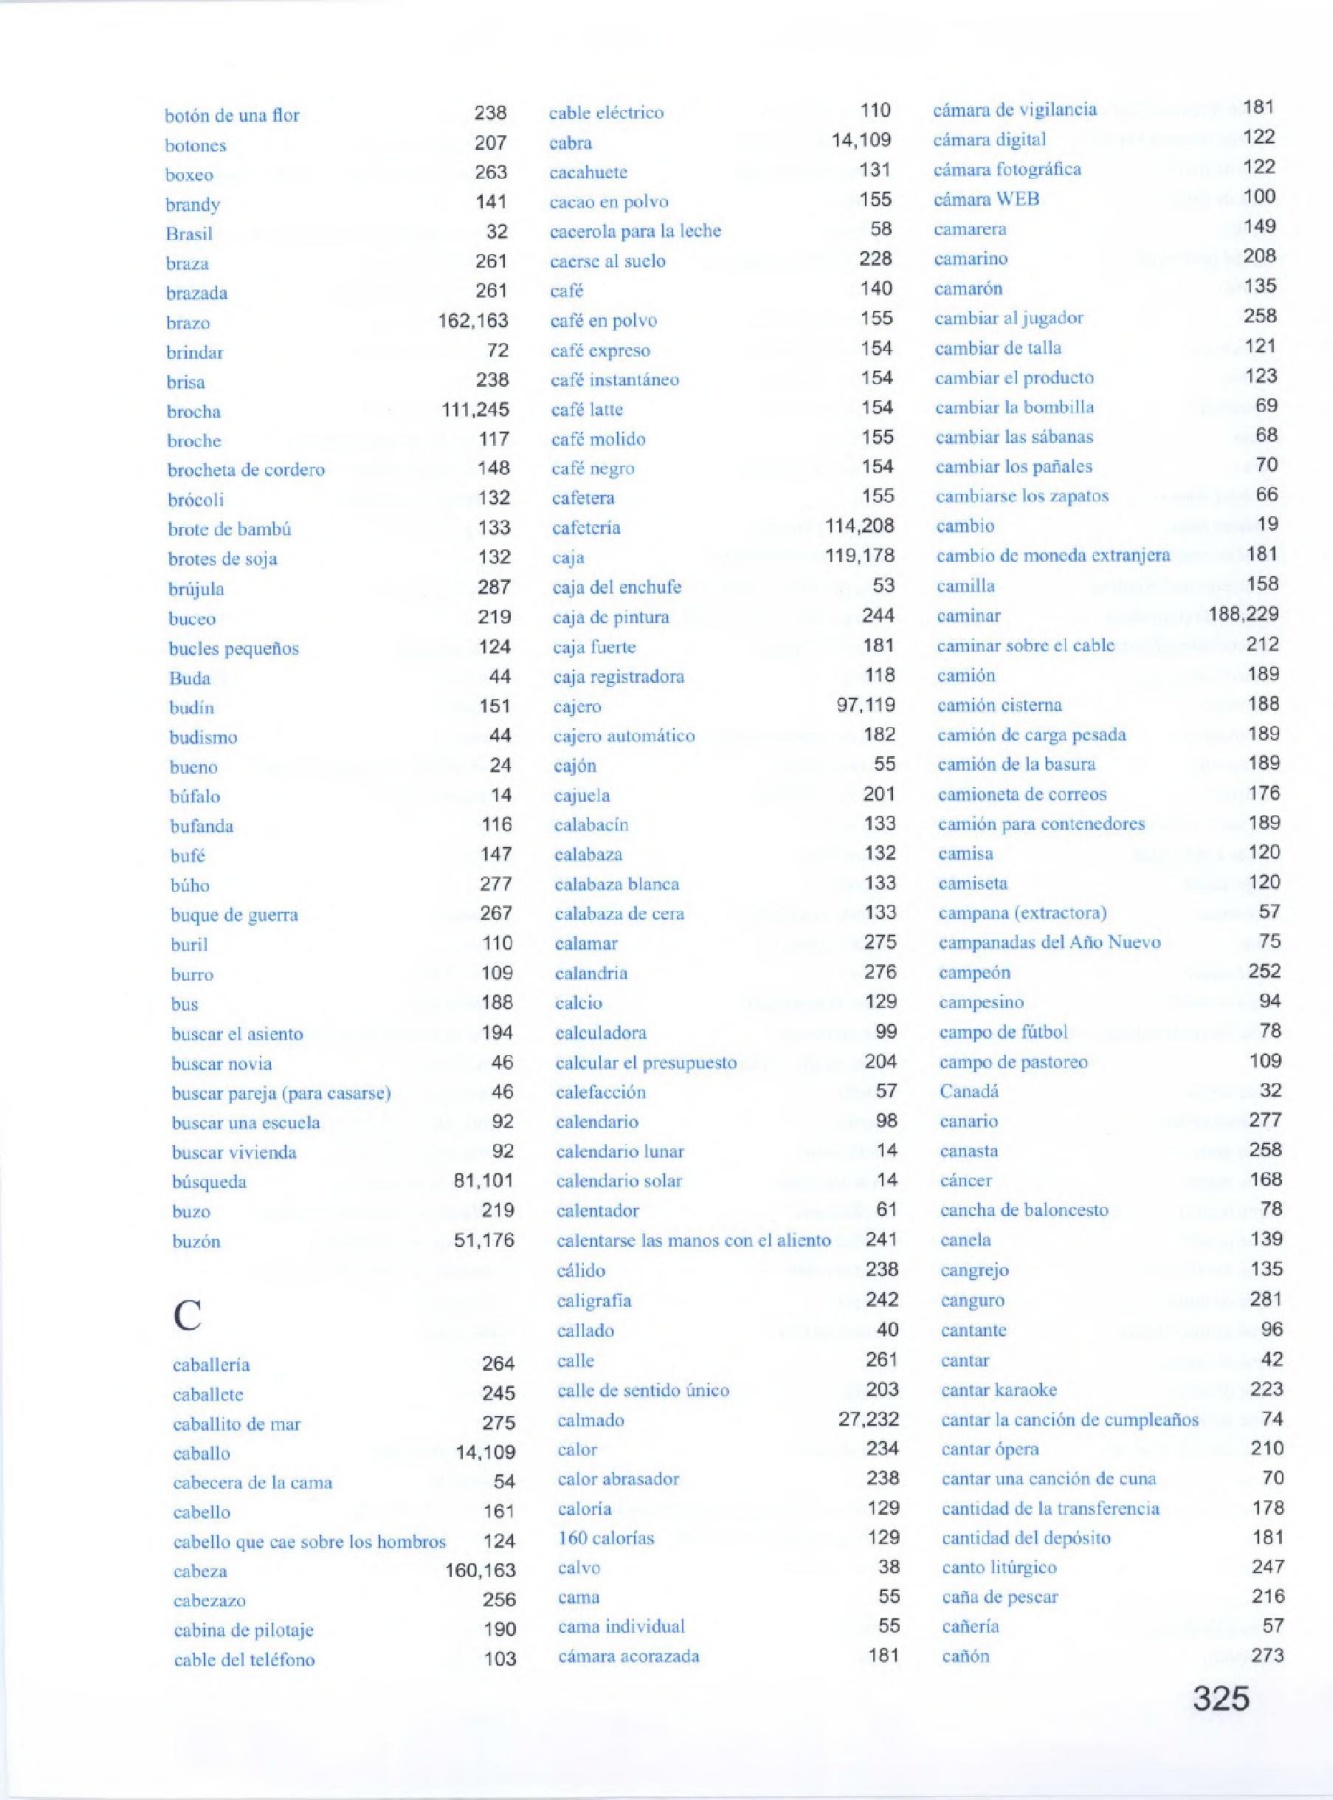 botón de una flor 238
botones 207
boxeo 263
brandy 141
Brasil 32
braza 261
brazada 261
brazo 162,163
brindar 72
brisa 238
brocha 111,245
broche 117
brocheta de cordero 148
brócoli 132
brote de bambú 133
brotes de soja 132
brújula 287
buceo 219
bucles pequeños 124
Buda 44
budín 151
budismo 44
bueno 24
búfalo 14
bufanda 116
bufé 147
búho 277
buque de guerra 267
buril 110
burro 109
bus 188
buscar el asiento 194
buscar novia 46
buscar pareja (para casarse) 46
buscar una escuela 92
buscar vivienda 92
búsqueda 81,101
buzo 219
buzón 51,176
C
caballería 264
caballete 245
caballito de mar 275
caballo 14,109
cabecera de la cama 54
cabello 161
cabello que cae sobre los hombros 124
cabeza 160,163
cabezazo 256
cabina de pilotaje 190
cable del teléfono 103
cable eléctrico 110
cabra 14,109
cacahuete 131
cacao en polvo 155
cacerola para la leche 58
caerse al suelo 228
café 140
café en polvo 155
café expreso 154
café instantáneo 154
café latte 154
café molido 155
café negro 154
cafetera 155
cafetería 114,208
caja 119,178
caja del enchufe 53
caja de pintura 244
caja fuerte 181
caja registradora 118
cajero 97,119
cajero automático 182
cajón 55
cajuela 201
calabacín 133
calabaza 132
calabaza blanca 133
calabaza de cera 133
calamar 275
calandria 276
calcio 129
calculadora 99
calcular el presupuesto 204
calefacción 57
calendario 98
calendario lunar 14
calendario solar 14
calentador 61
calentarse las manos con el aliento 241
cálido 238
caligrafía 242
callado 40
calle 261
calle de sentido único 203
calmado 27,232
calor 234
calor abrasador 238
caloría 129
160 calorías 129
calvo 38
cama 55
cama individual 55
cámara acorazada 181
cámara de vigilancia 181
cámara digital 122
cámara fotográfica 122
cámara WEB 100
camarera 149
camarino 208
camarón 135
cambiar al jugador 258
cambiar de talla 121
cambiar el producto 123
cambiar la bombilla 69
cambiar las sábanas 68
cambiar los pañales 70
cambiarse los zapatos 66
cambio 19
cambio de moneda extranjera 181
camilla 158
caminar 188,229
caminar sobre el cable 212
camión 189
camión cisterna 188
camión de carga pesada 189
camión de la basura 189
camioneta de correos 176
camión para contenedores 189
camisa 120
camiseta 120
campana (extractora) 57
campanadas del Año Nuevo 75
campeón 252
campesino 94
campo de fútbol 78
campo de pastoreo 109
Canadá 32
canario 277
canasta 258
cáncer 168
cancha de baloncesto 78
canela 139
cangrejo 135
canguro 281
cantante 96
cantar 42
cantar karaoke 223
cantar la canción de cumpleaños 74
cantar ópera 210
cantar una canción de cuna 70
cantidad de la transferencia 178
cantidad del depósito 181
canto litúrgico 247
caña de pescar 216
cañería 57
cañón 273
325